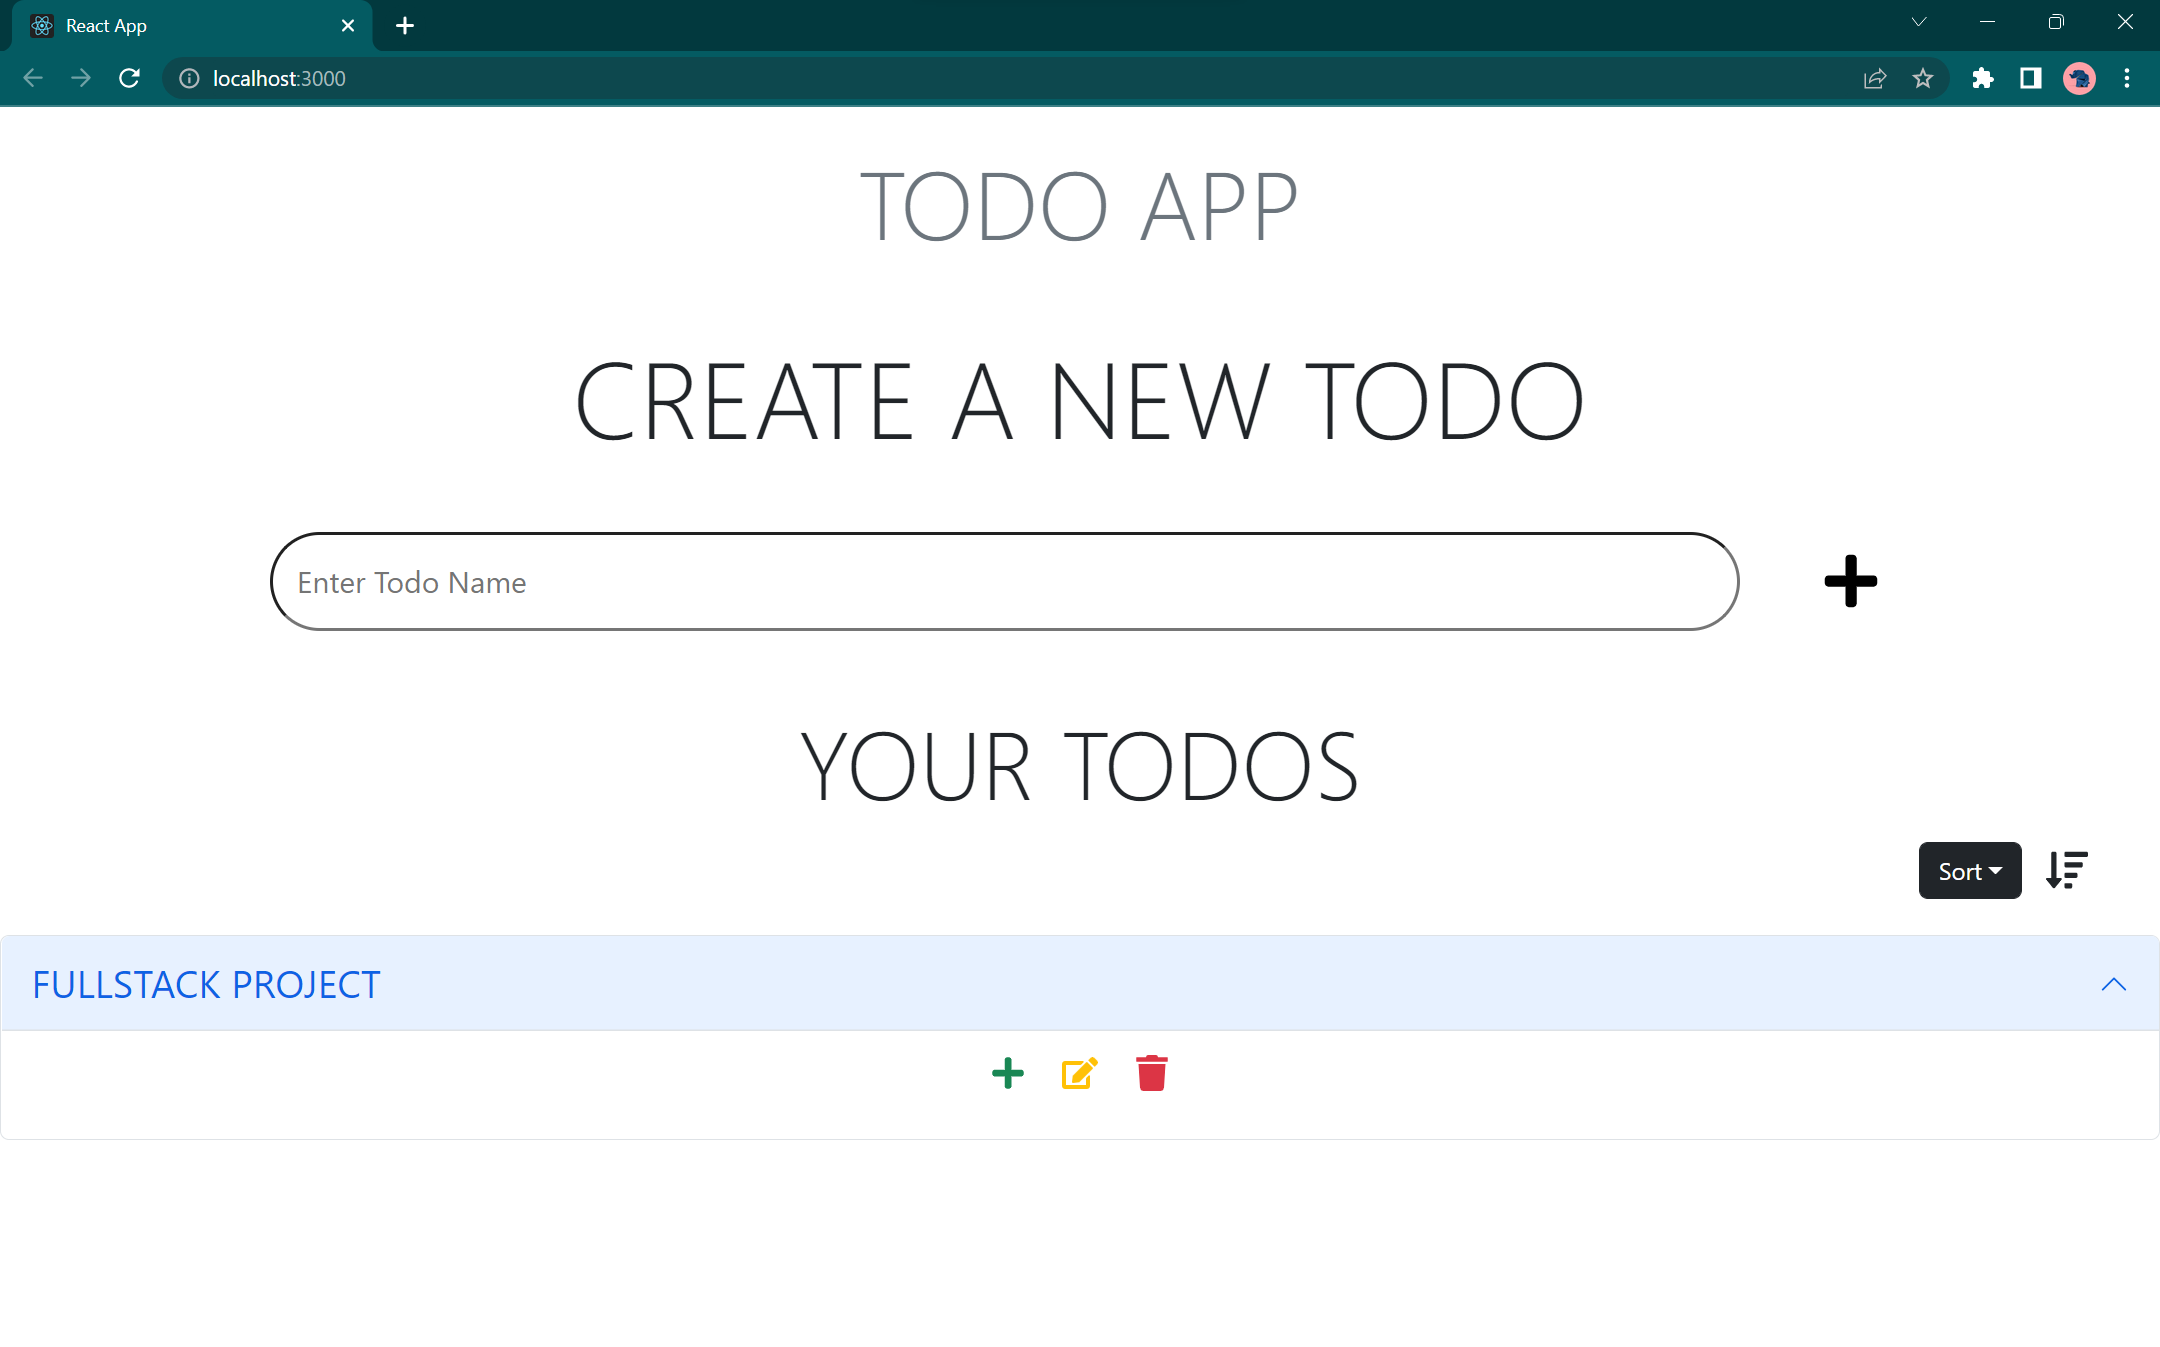 React App
localhost:3000
TODO APP
CREATE A NEW TODO
Enter Todo Name
YOUR TODOS
Sort
FULLSTACK PROJECT